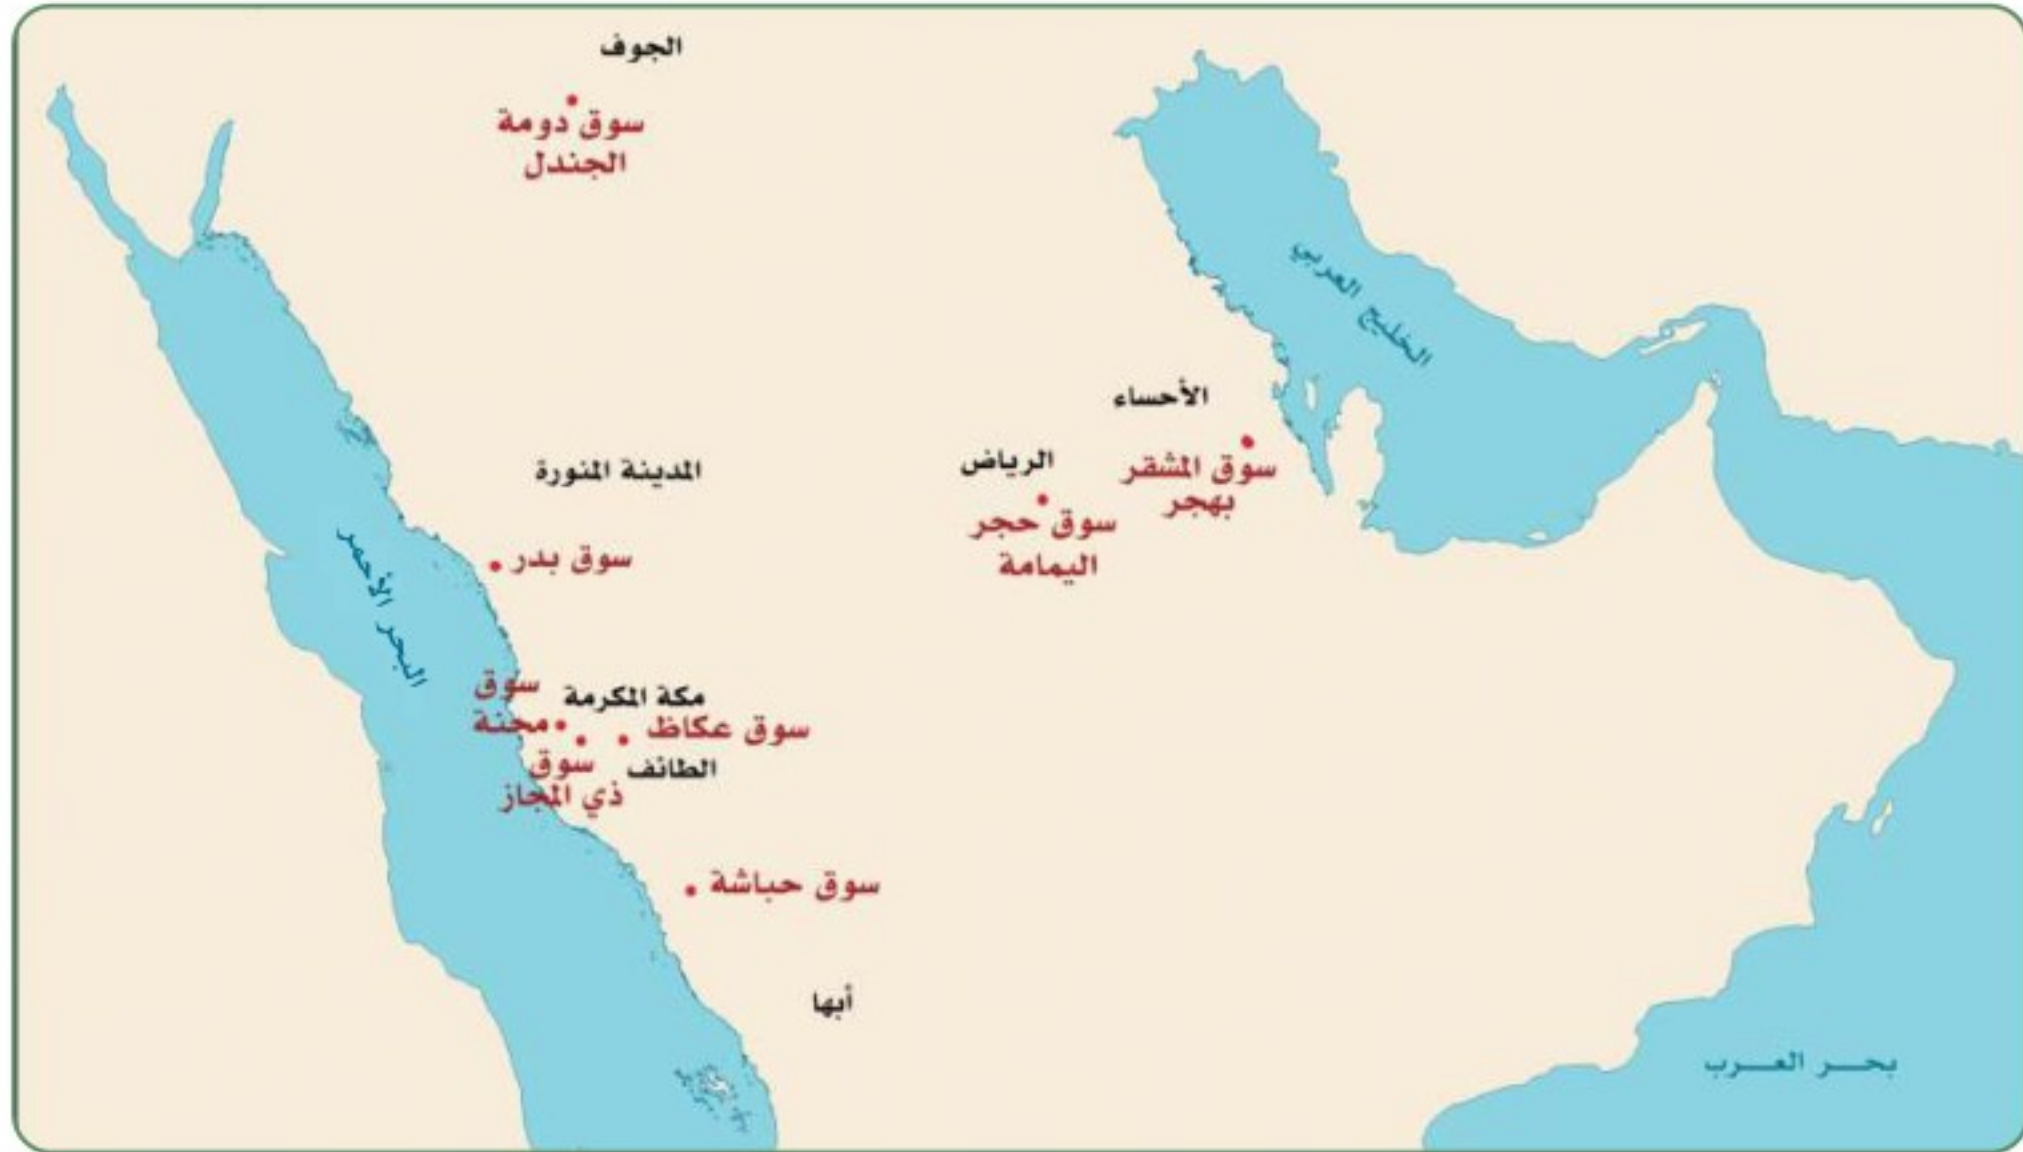 الجوف
سوق دومة
الجندل
الخليج العربي
الأحساء
سوق المشقر
بهجر
الرياض
سوق حجر
اليمامة
المدينة المنورة
سوق بدر
البحر الأحمر
مكة المكرمة
سوق
مجنة
سوق عكاظ
الطائف
سوق
ذي المجاز
سوق حباشة
أبها
بحر العرب